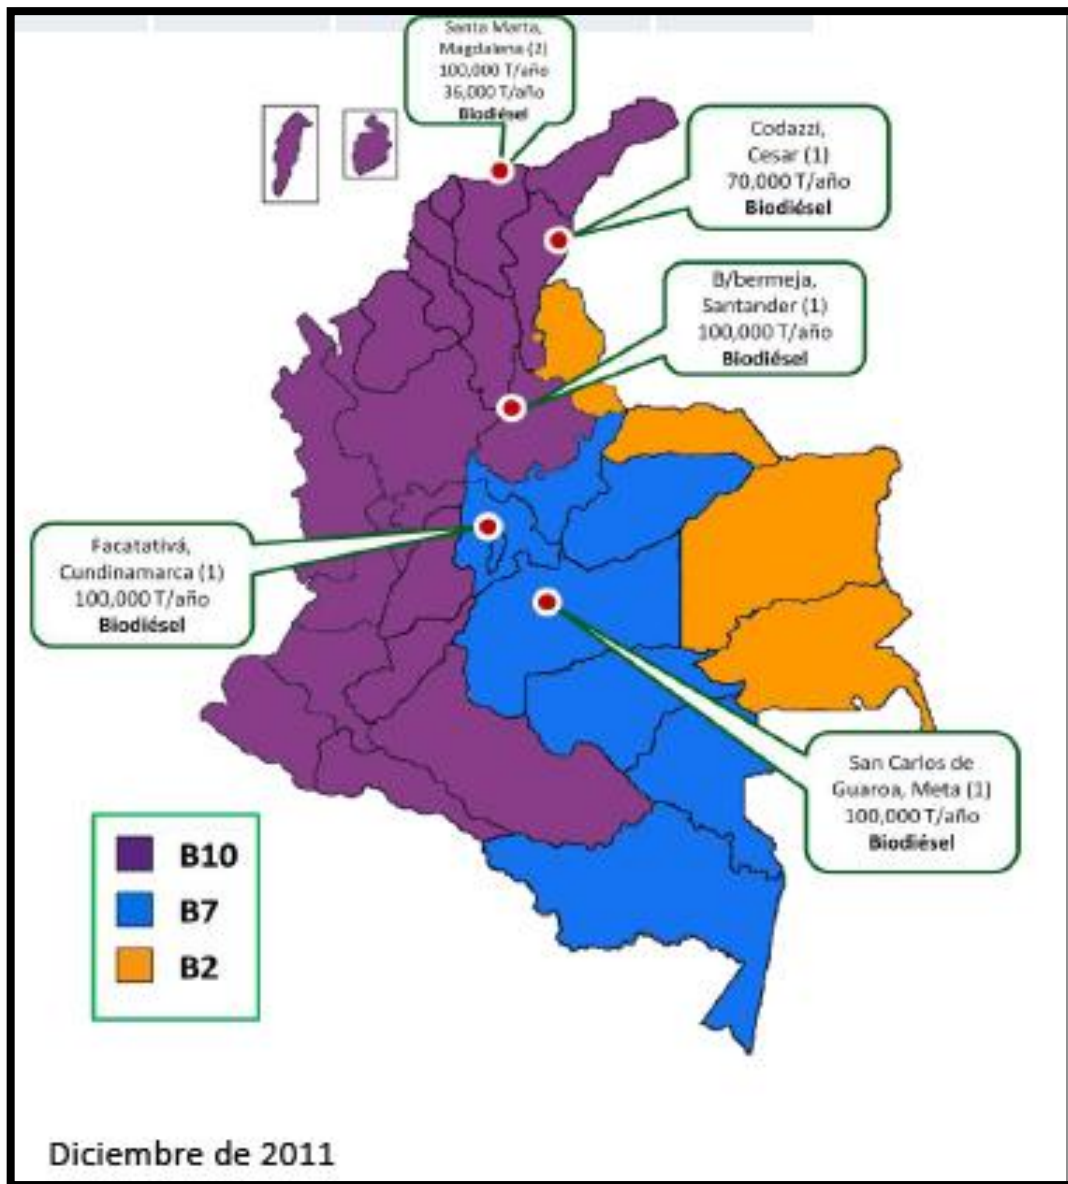 Santa Marta,
Magdalena (2)
100,000 T/año
36,000 T/año
Biodiésel
Codazzi,
Cesar (1)
70,000 T/año
Biodiésel
B/bermeja,
Santander (1)
100,000 T/año
Biodiésel
Facatativá,
Cundinamarca (1)
100,000 T/año
Biodiésel
San Carlos de
Guaroa, Meta (1)
100,000 T/año
Biodiésel
B10
B7
B2
Diciembre de 2011